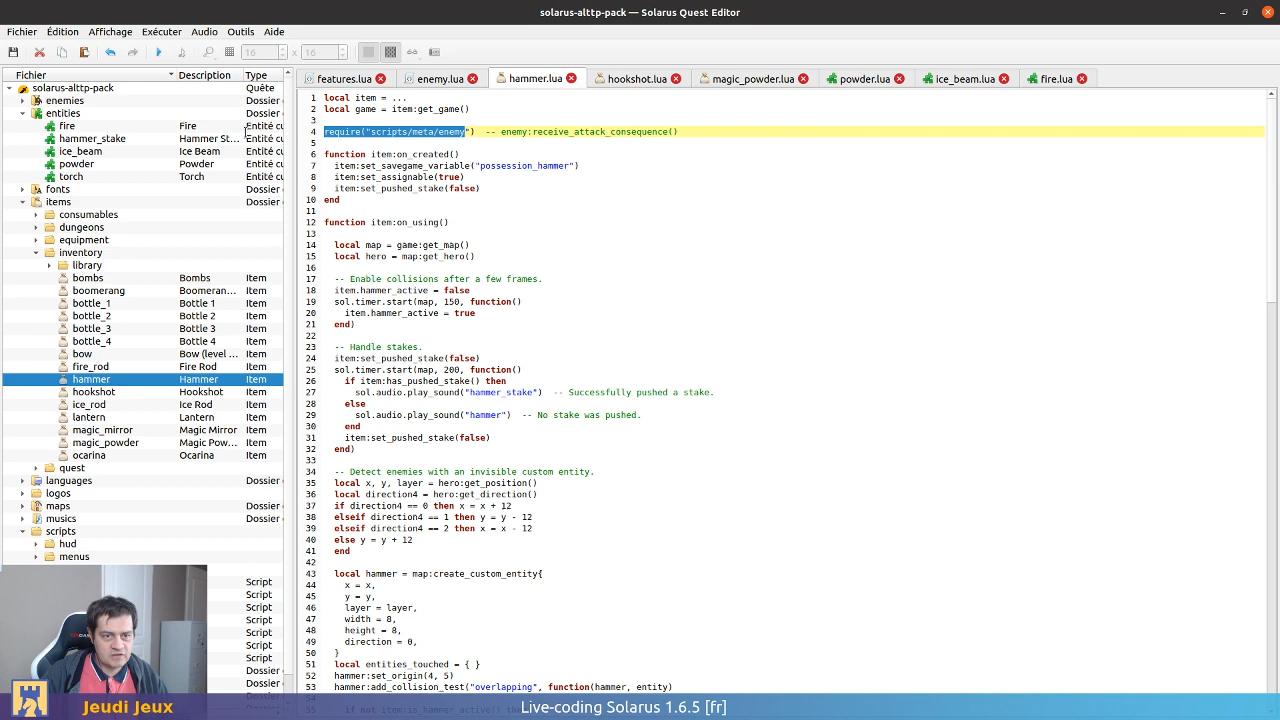 solarus-alttp-pack — Solarus Quest Editor
Fichier Édition Affichage Exécuter Audio Outils Aide
16 x 16
Fichier Description Type
solarus-alttp-pack Quête
enemies Dossier
entities Dossier
fire Fire Entité cu
hammer_stake Hammer St... Entité cu
ice_beam Ice Beam Entité cu
powder Powder Entité cu
torch Torch Entité cu
fonts Dossier
items Dossier
consumables
dungeons
equipment
inventory
library
bombs Bombs Item
boomerang Boomeran... Item
bottle_1 Bottle 1 Item
bottle_2 Bottle 2 Item
bottle_3 Bottle 3 Item
bottle_4 Bottle 4 Item
bow Bow (level ... Item
fire_rod Fire Rod Item
hammer Hammer Item
hookshot Hookshot Item
ice_rod Ice Rod Item
lantern Lantern Item
magic_mirror Magic Mirror Item
magic_powder Magic Pow... Item
ocarina Ocarina Item
quest
languages Dossier
logos Dossier
maps Dossier
musics Dossier
scripts Dossier
hud Dossier
menus Dossier
Script
Script
Script
Script
Script
Script
Script
Dossier
Dossier
features.lua enemy.lua hammer.lua hookshot.lua magic_powder.lua powder.lua ice_beam.lua fire.lua
1 local item = ...
2 local game = item:get_game()
3
4 require("scripts/meta/enemy") -- enemy:receive_attack_consequence()
5
6 function item:on_created()
7 item:set_savegame_variable("possession_hammer")
8 item:set_assignable(true)
9 item:set_pushed_stake(false)
10 end
11
12 function item:on_using()
13
14 local map = game:get_map()
15 local hero = map:get_hero()
16
17 -- Enable collisions after a few frames.
18 item.hammer_active = false
19 sol.timer.start(map, 150, function()
20 item.hammer_active = true
21 end)
22
23 -- Handle stakes.
24 item:set_pushed_stake(false)
25 sol.timer.start(map, 200, function()
26 if item:has_pushed_stake() then
27 sol.audio.play_sound("hammer_stake") -- Successfully pushed a stake.
28 else
29 sol.audio.play_sound("hammer") -- No stake was pushed.
30 end
31 item:set_pushed_stake(false)
32 end)
33
34 -- Detect enemies with an invisible custom entity.
35 local x, y, layer = hero:get_position()
36 local direction4 = hero:get_direction()
37 if direction4 == 0 then x = x + 12
38 elseif direction4 == 1 then y = y - 12
39 elseif direction4 == 2 then x = x - 12
40 else y = y + 12
41 end
42
43 local hammer = map:create_custom_entity{
44 x = x,
45 y = y,
46 layer = layer,
47 width = 8,
48 height = 8,
49 direction = 0,
50 }
51 local entities_touched = { }
52 hammer:set_origin(4, 5)
53 hammer:add_collision_test("overlapping", function(hammer, entity)
Jeudi Jeux
Live-coding Solarus 1.6.5 [fr]